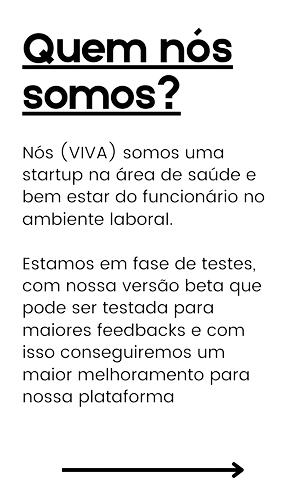 Quem nós
somos?
Nós (VIVA) somos uma
startup na área de saúde e
bem estar do funcionário no
ambiente laboral.
Estamos em fase de testes,
com nossa versão beta que
pode ser testada para
maiores feedbacks e com
isso conseguiremos um
maior melhoramento para
nossa plataforma